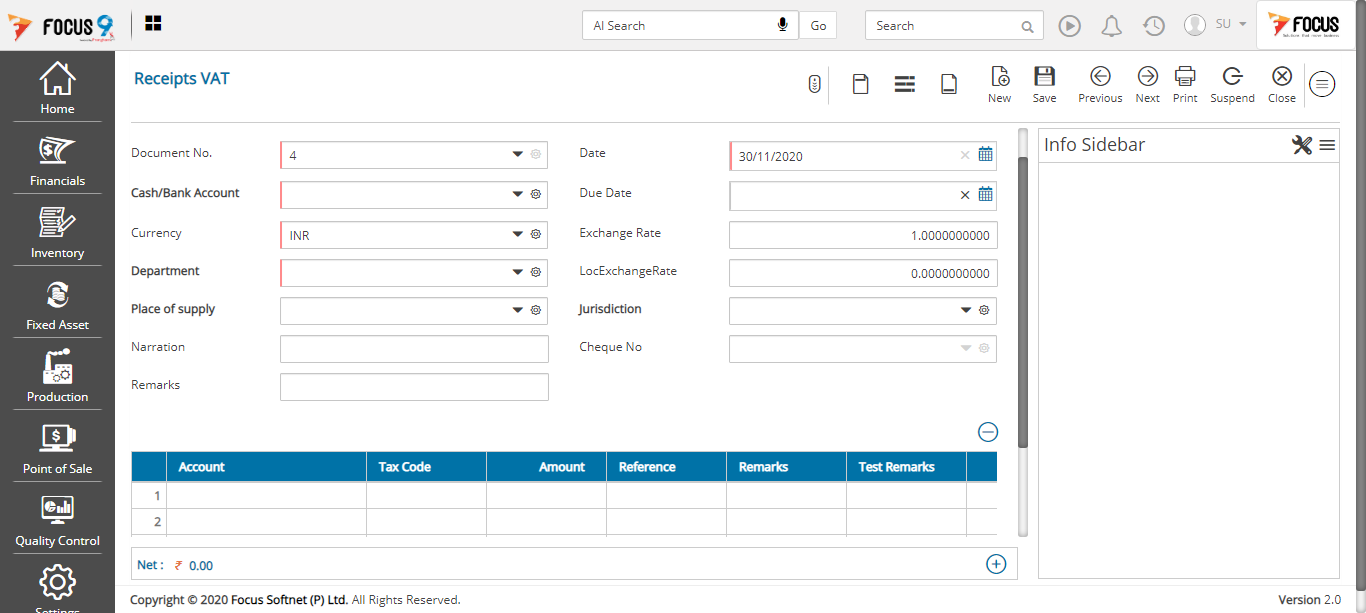 FOCUS 9
AI Search
Go
Search
SU
FOCUS
Home
Financials
Inventory
Fixed Asset
Production
Point of Sale
Quality Control
Settings
Receipts VAT
New
Save
Previous
Next
Print
Suspend
Close
Document No. 4
Date 30/11/2020
Cash/Bank Account
Due Date
Currency INR
Exchange Rate 1.0000000000
Department
LocExchangeRate 0.0000000000
Place of supply
Jurisdiction
Narration
Cheque No
Remarks
Info Sidebar
Account Tax Code Amount Reference Remarks Test Remarks
1
2
Net : ₹ 0.00
Copyright © 2020 Focus Softnet (P) Ltd. All Rights Reserved.
Version 2.0